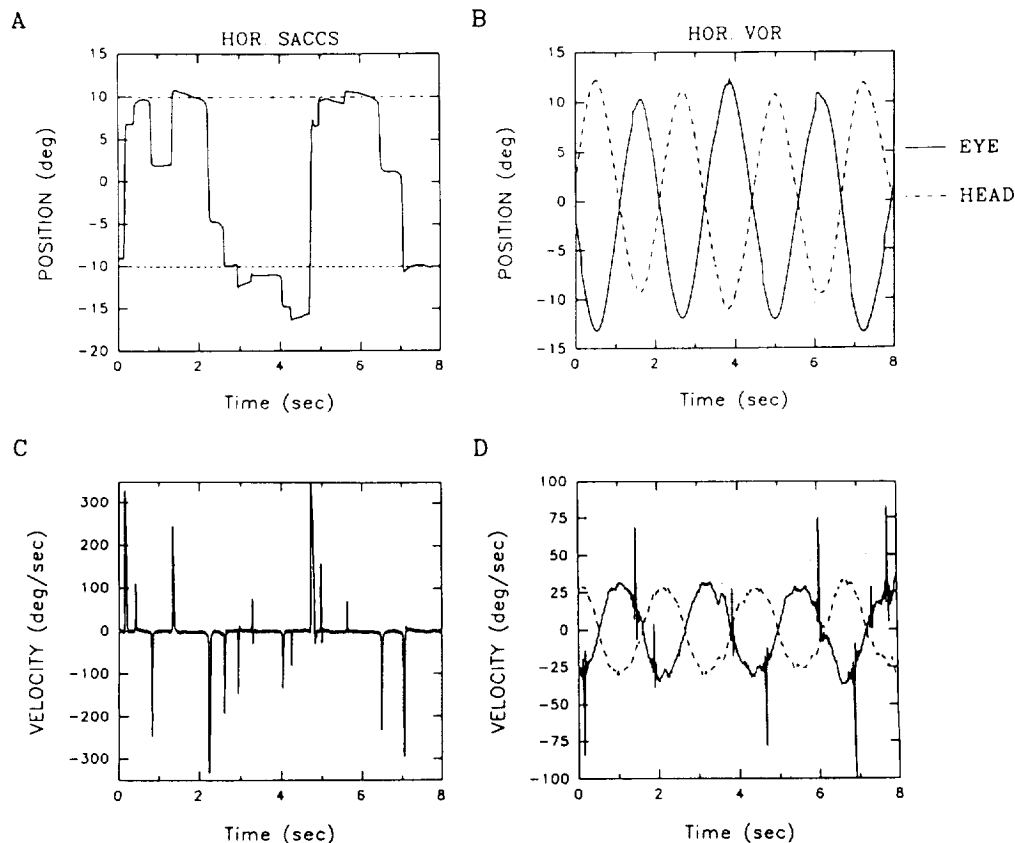 A
HOR SACCS
15
10
5
0
-5
-10
-15
-20
POSITION (deg)
0 2 4 6 8
Time (sec)
B
HOR VOR
15
10
5
0
-5
-10
-15
POSITION (deg)
0 2 4 6 8
Time (sec)
EYE
HEAD
C
300
200
100
0
-100
-200
-300
VELOCITY (deg/sec)
0 2 4 6 8
Time (sec)
D
100
75
50
25
0
-25
-50
-75
-100
VELOCITY (deg/sec)
0 2 4 6 8
Time (sec)